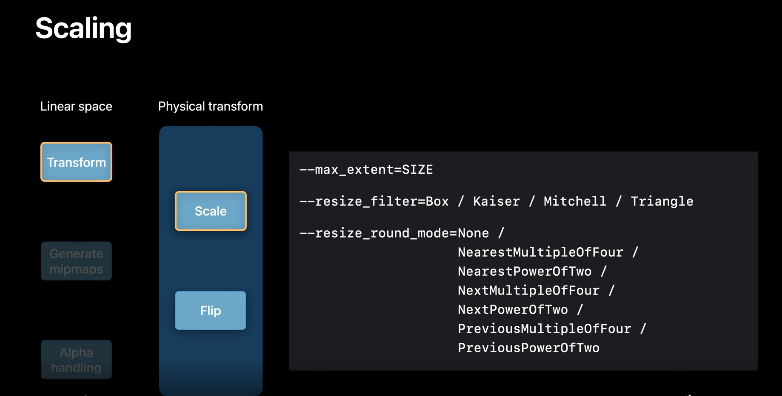 Scaling
Linear space
Physical transform
Transform
Generate
mipmaps
Alpha
handling
Scale
Flip
--max_extent=SIZE
--resize_filter=Box / Kaiser / Mitchell / Triangle
--resize_round_mode=None /
NearestMultipleOfFour /
NearestPowerOfTwo /
NextMultipleOfFour /
NextPowerOfTwo /
PreviousMultipleOfFour /
PreviousPowerOfTwo